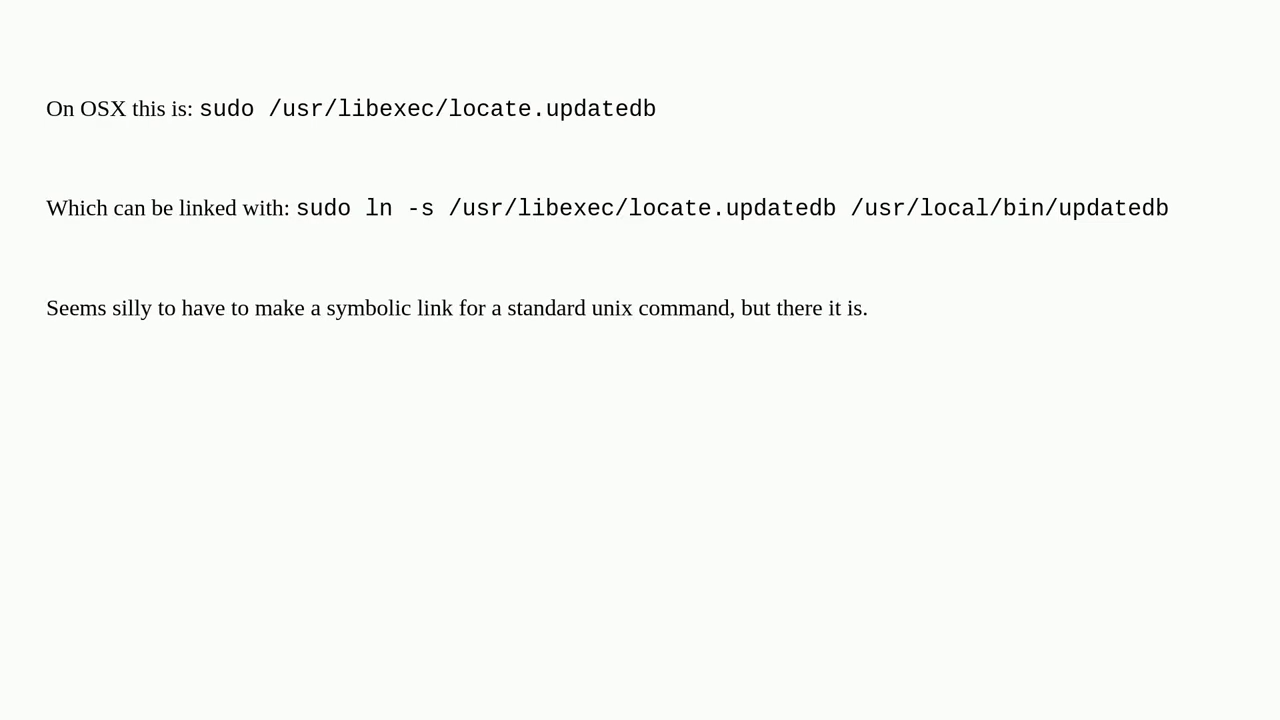 On OSX this is: sudo /usr/libexec/locate.updatedb
Which can be linked with: sudo ln -s /usr/libexec/locate.updatedb /usr/local/bin/updatedb
Seems silly to have to make a symbolic link for a standard unix command, but there it is.